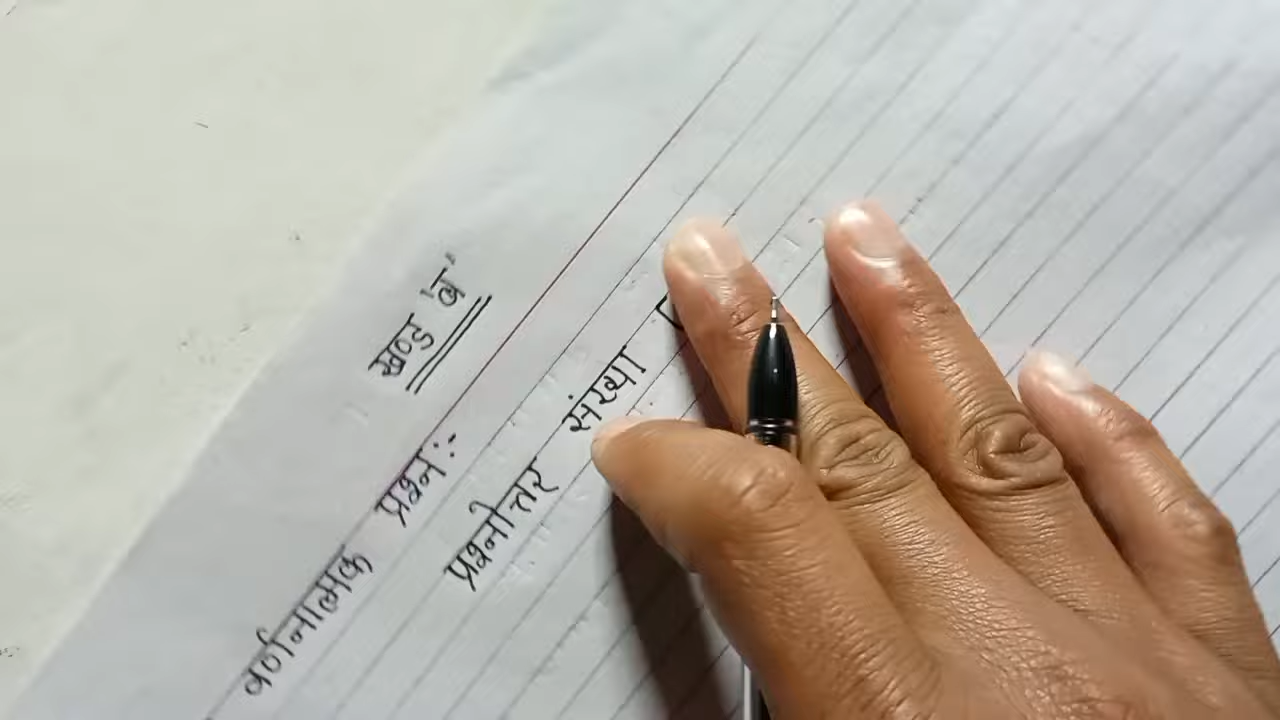 खण्ड 'ब'
वर्णनात्मक प्रश्न:-
प्रश्नोत्तर संख्या